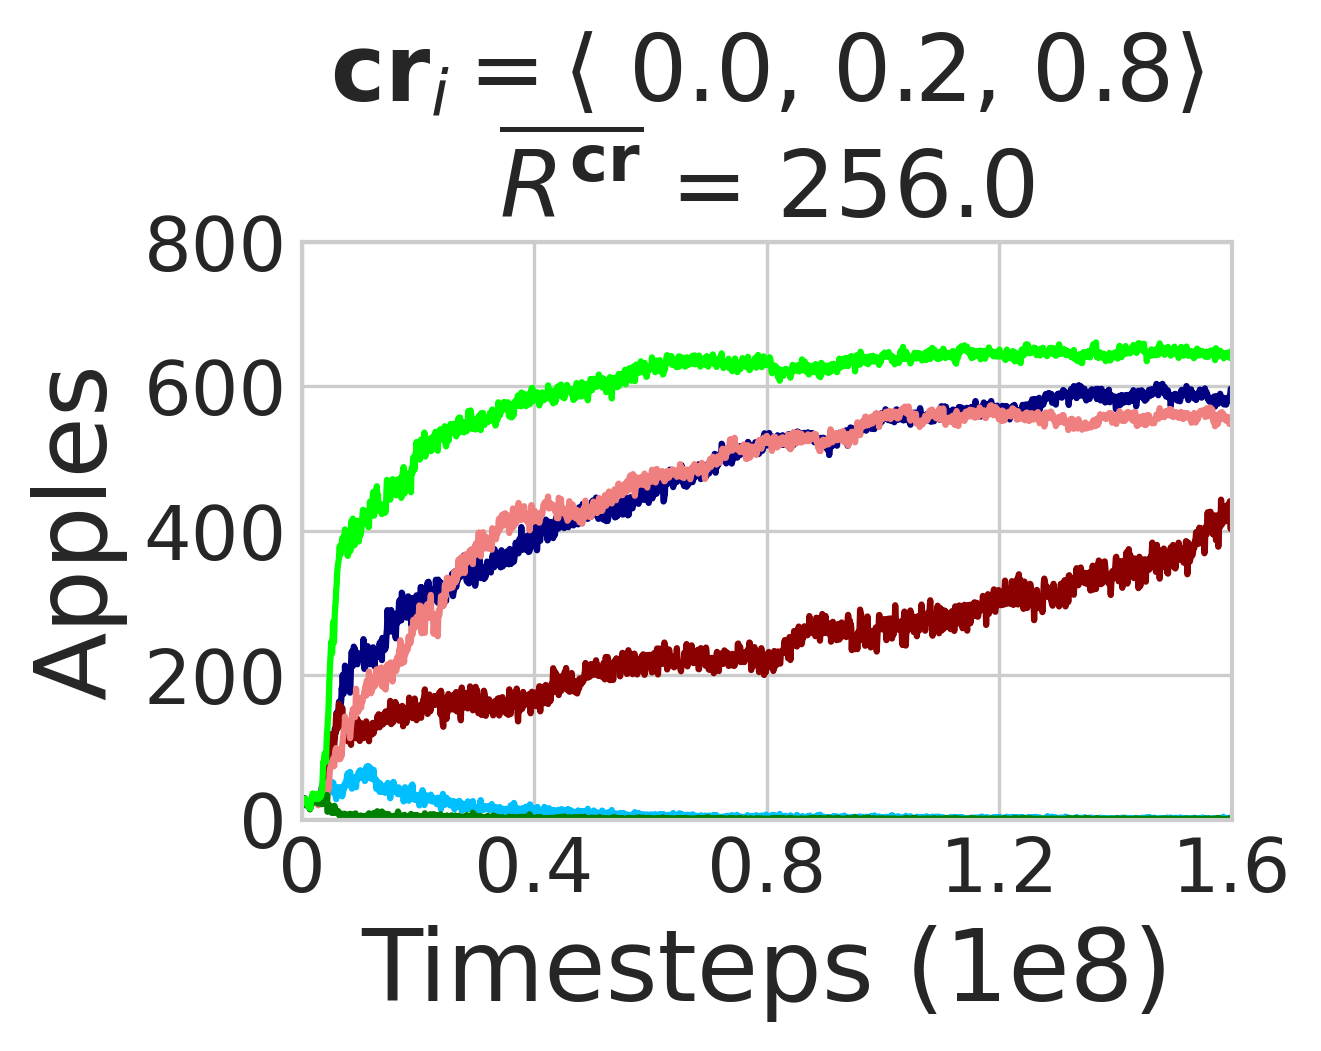 cr_i = ⟨ 0.0, 0.2, 0.8⟩
\overline{R^{cr}} = 256.0
800
600
400
200
0
Apples
0 0.4 0.8 1.2 1.6
Timesteps (1e8)